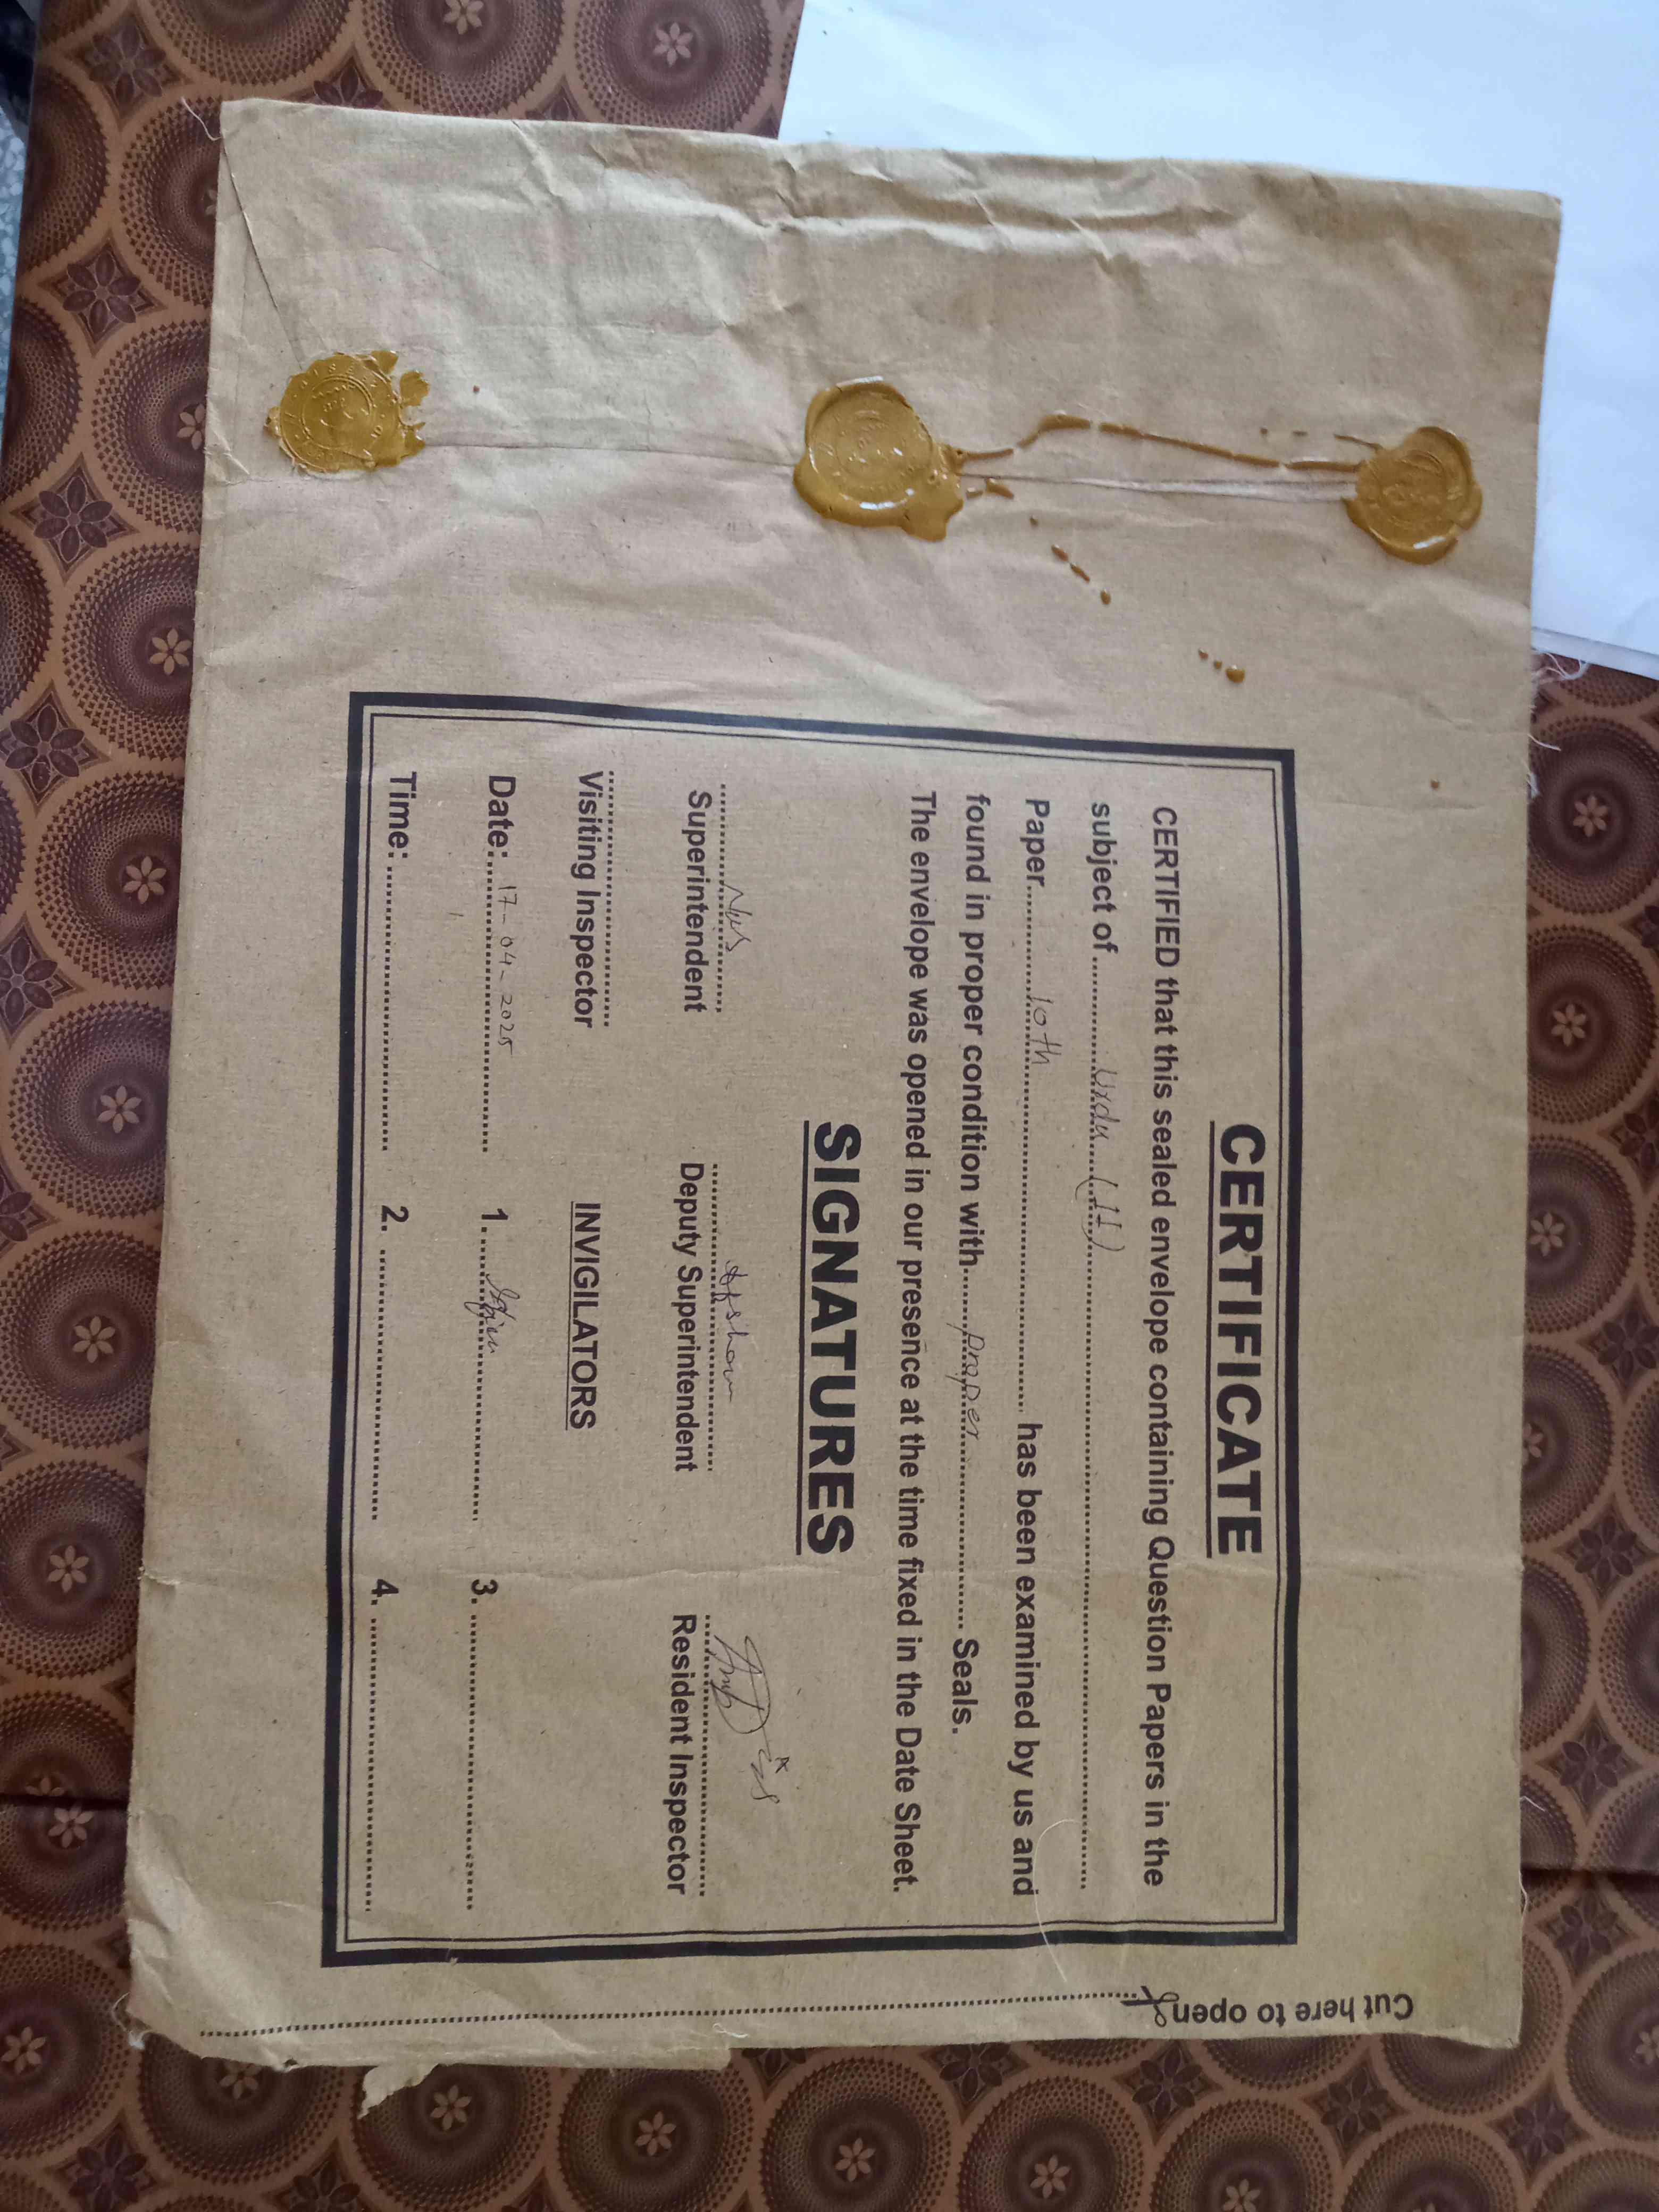 CERTIFICATE
CERTIFIED that this sealed envelope containing Question Papers in the
subject of Urdu (II)
Paper 10th has been examined by us and
found in proper condition with proper Seals.
The envelope was opened in our presence at the time fixed in the Date Sheet.
SIGNATURES
Afshan
Superintendent Deputy Superintendent Resident Inspector
Visiting Inspector INVIGILATORS
Date: 17-04-2025 1. 3.
Time: 2. 4.
Cut here to open